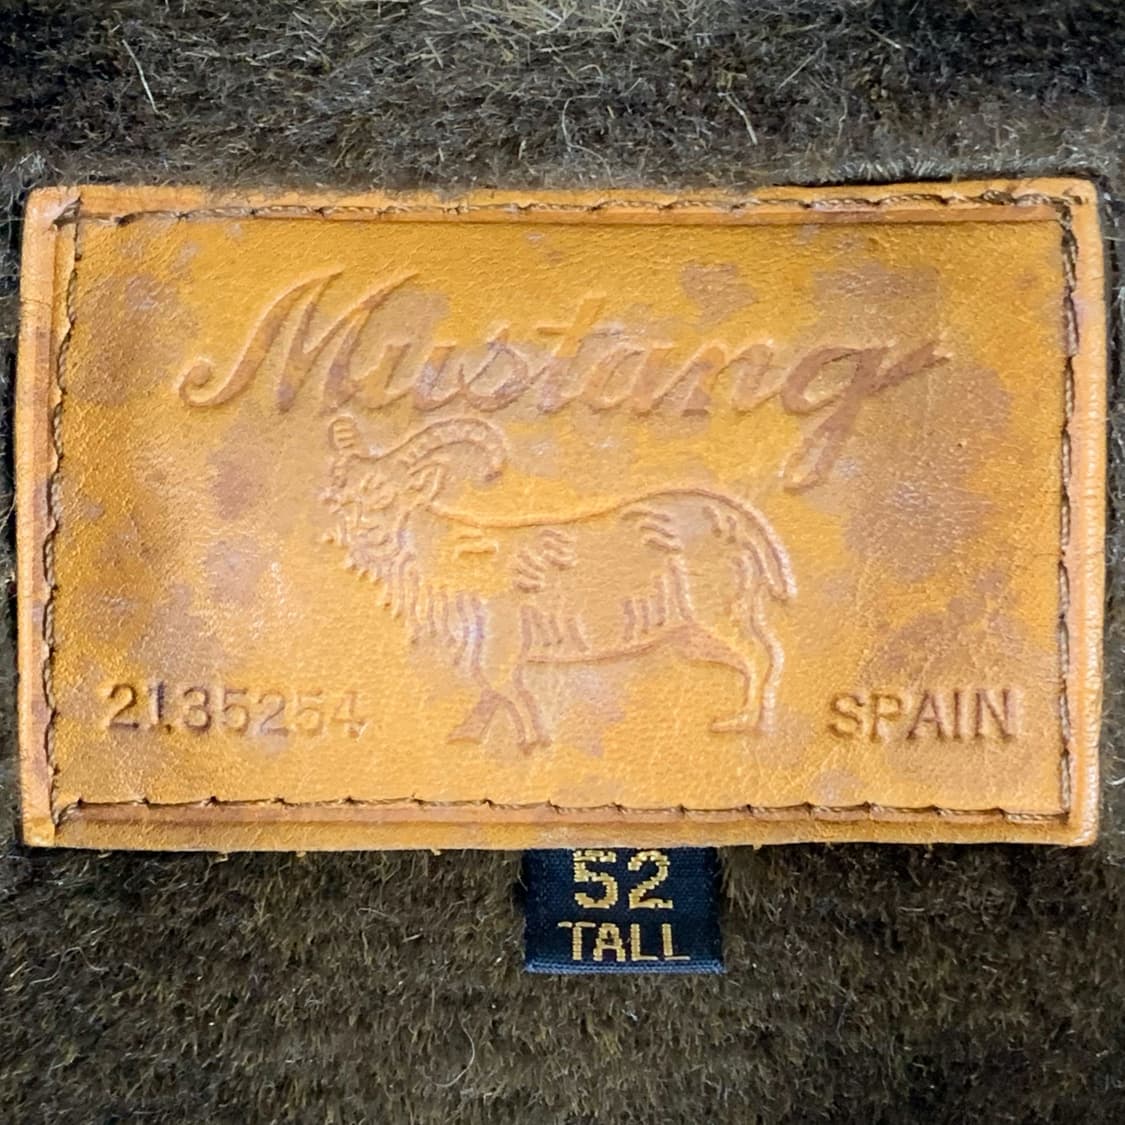 Mustang
2135254 SPAIN
52
TALL